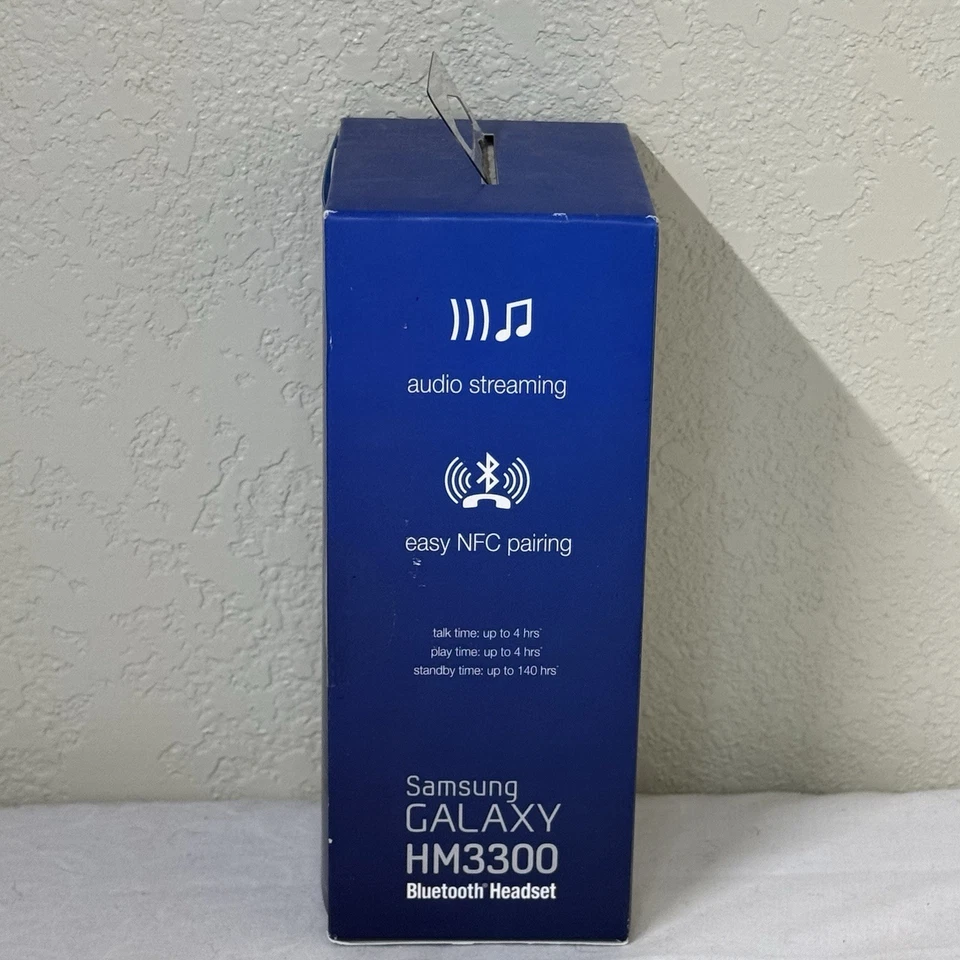 audio streaming
easy NFC pairing
talk time: up to 4 hrs*
play time: up to 4 hrs*
standby time: up to 140 hrs*
Samsung
GALAXY
HM3300
Bluetooth® Headset